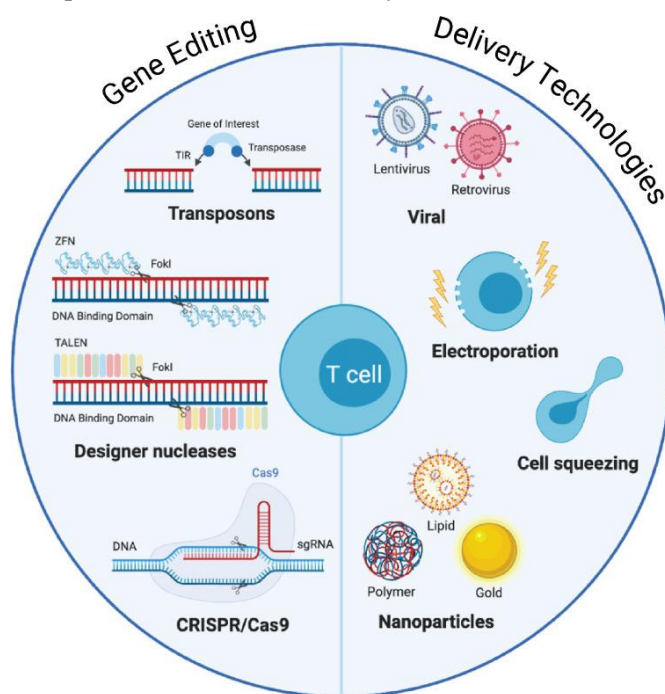 Gene Editing
Gene of Interest
TIR
Transposase
Transposons
ZFN
FokI
DNA Binding Domain
TALEN
FokI
DNA Binding Domain
Designer nucleases
Cas9
DNA
sgRNA
CRISPR/Cas9
T cell
Delivery Technologies
Lentivirus
Retrovirus
Viral
Electroporation
Cell squeezing
Lipid
Polymer
Gold
Nanoparticles